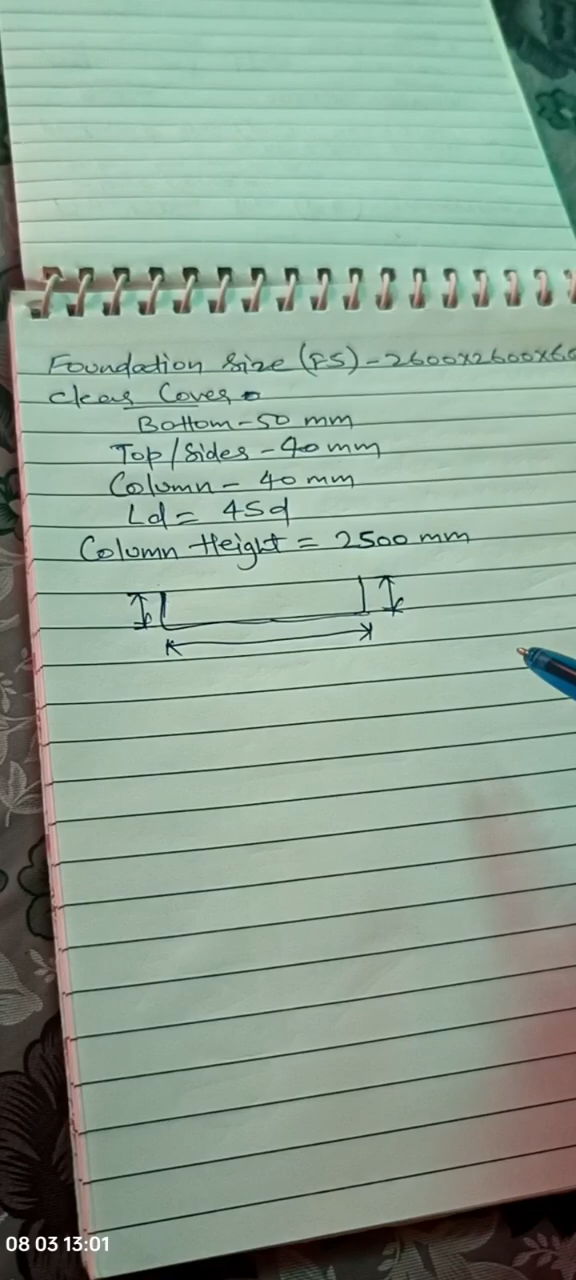 Foundation Size (FS) - 2600x2600x60
Clear Cover -
Bottom - 50 mm
Top/Sides - 40 mm
Column - 40 mm
Ld = 45d
Column Height = 2500 mm
08 03 13:01